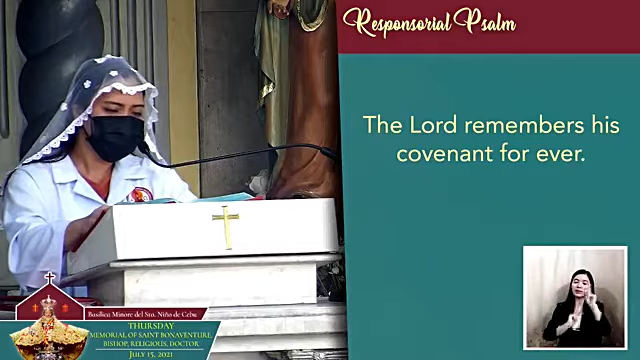 Responsorial Psalm
The Lord remembers his
covenant for ever.
Basilica Minore del Sto. Niño de Cebu
THURSDAY
MEMORIAL OF SAINT BONAVENTURE,
BISHOP, RELIGIOUS, DOCTOR
JULY 15, 2021